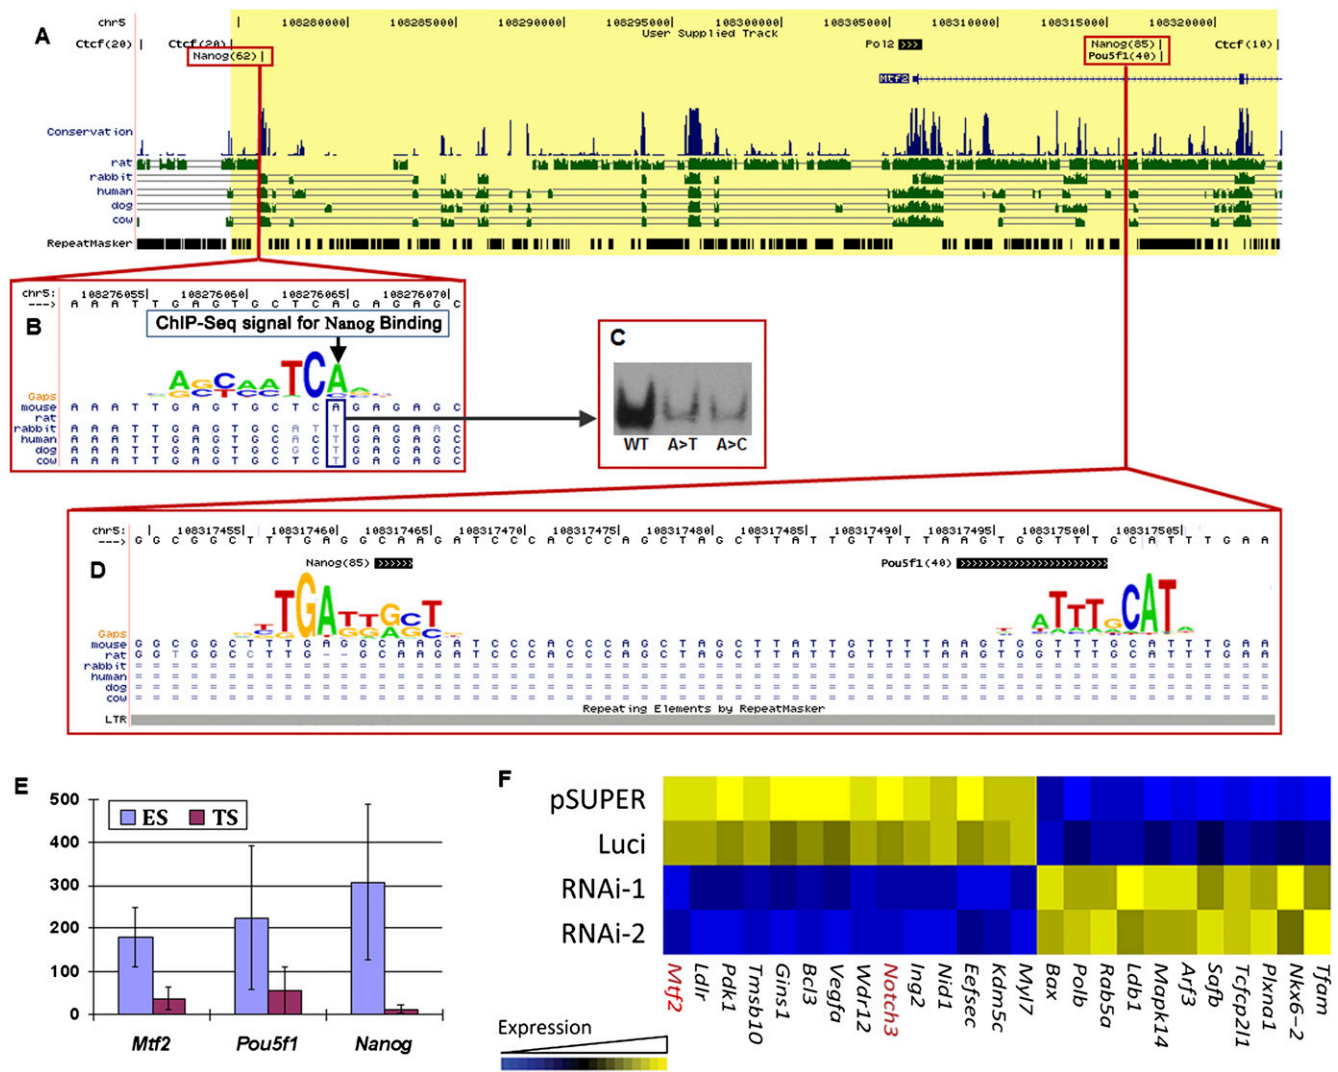 A
chr5
108280000|
108285000|
108290000|
108295000|
108300000|
108305000|
108310000|
108315000|
108320000|
User Supplied Track
Ctcf(20)
Ctcf(20)
Nanog(62)
Pol2
Nanog(85)
Pou5f1(40)
Ctcf(10)
Mtf2
Conservation
rat
rabbit
human
dog
cow
RepeatMasker
B
chr5:
108276055|
108276060|
108276065|
108276070|
---> A A A T T G A G T G C T C A G A G A G C
ChIP-Seq signal for Nanog Binding
Gaps
mouse A A A T T G A G T G C T C A G A G A G C
rat
rabbit A A A T T G A G T G C A T T G A G A A C
human A A A T T G A G T G C A C T G A G A G C
dog A A A T T G A G T G C G C T G A G A G C
cow A A A T T G A G T G C T C T G A G A G C
C
WT A>T A>C
D
chr5:
108317455|
108317460|
108317465|
108317470|
108317475|
108317480|
108317485|
108317490|
108317495|
108317500|
108317505|
---> G G C G G C T T T G A G G C A A G A T C C C A C C C A G C T A G C T T A T T G T T T T A A G T G G T T T G C A T T T G A A
Nanog(85)
Pou5f1(40)
Gaps
mouse G G C G G C T T T G A G G C A A G A T C C C A C C C A G C T A G C T T A T T G T T T T A A G T G G T T T G C A T T T G A A
rat G G C G G C C T T G - - G C A A G A T C C C A C C C A G C T A G C T T A T T G T T T T A A G T G G T T T G C A T T T G A A
rabbit
human
dog
cow
Repeating Elements by RepeatMasker
LTR
E
ES TS
500
400
300
200
100
0
Mtf2 Pou5f1 Nanog
F
pSUPER
Luci
RNAi-1
RNAi-2
Mtf2
Ldlr
Pdk1
Tmsb10
Gins1
Bcl3
Vegfa
Wdr12
Notch3
Ing2
Nid1
Eefsec
Kdm5c
Myl7
Bax
Polb
Rab5a
Ldb1
Mapk14
Arf3
Safb
Tcfcp2l1
Plxna1
Nkx6-2
Tfam
Expression